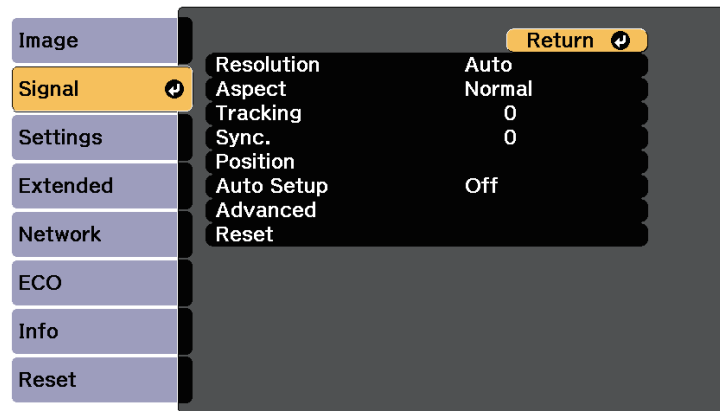 Image
Signal
Settings
Extended
Network
ECO
Info
Reset
Return
Resolution Auto
Aspect Normal
Tracking 0
Sync. 0
Position
Auto Setup Off
Advanced
Reset